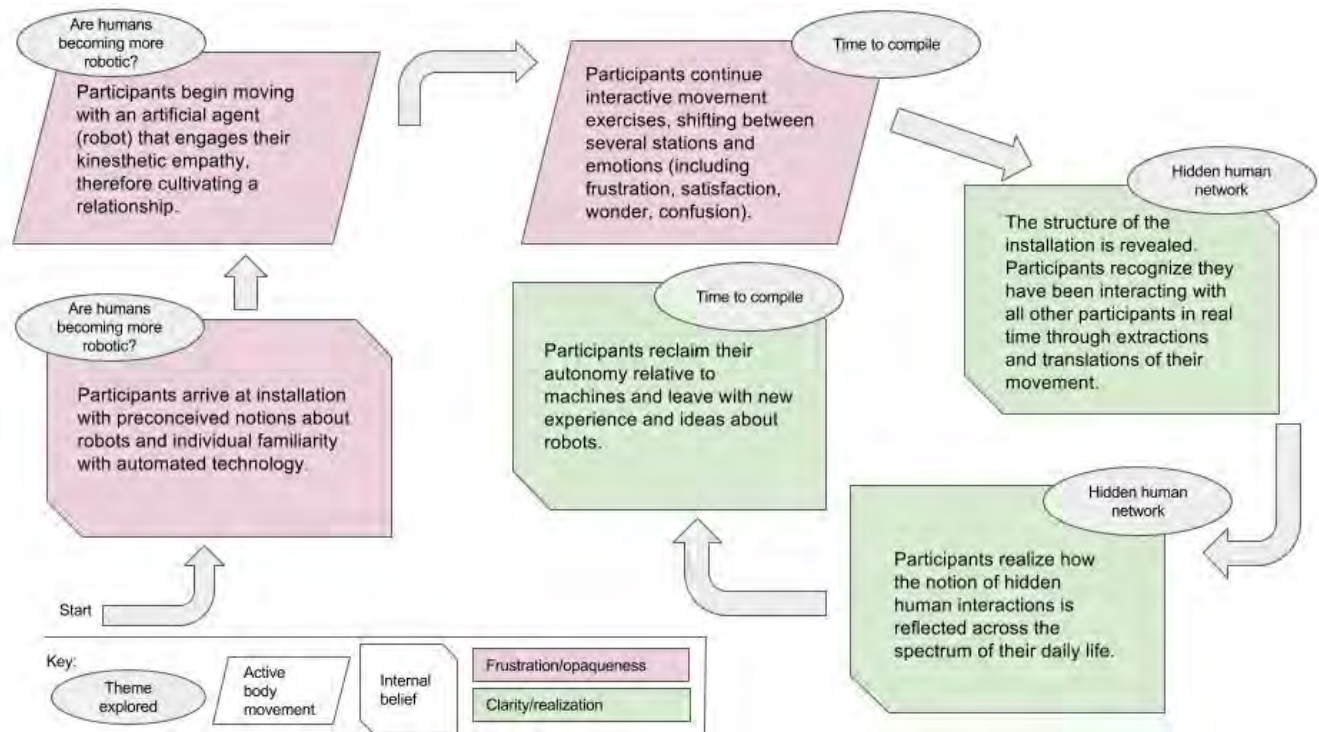 Are humans
becoming more
robotic?
Participants begin moving
with an artificial agent
(robot) that engages their
kinesthetic empathy,
therefore cultivating a
relationship.
Time to compile
Participants continue
interactive movement
exercises, shifting between
several stations and
emotions (including
frustration, satisfaction,
wonder, confusion).
Hidden human
network
The structure of the
installation is revealed.
Participants recognize they
have been interacting with
all other participants in real
time through extractions
and translations of their
movement.
Are humans
becoming more
robotic?
Participants arrive at installation
with preconceived notions about
robots and individual familiarity
with automated technology.
Time to compile
Participants reclaim their
autonomy relative to
machines and leave with new
experience and ideas about
robots.
Hidden human
network
Participants realize how
the notion of hidden
human interactions is
reflected across the
spectrum of their daily life.
Start
Key:
Theme
explored
Active
body
movement
Internal
belief
Frustration/opaqueness
Clarity/realization